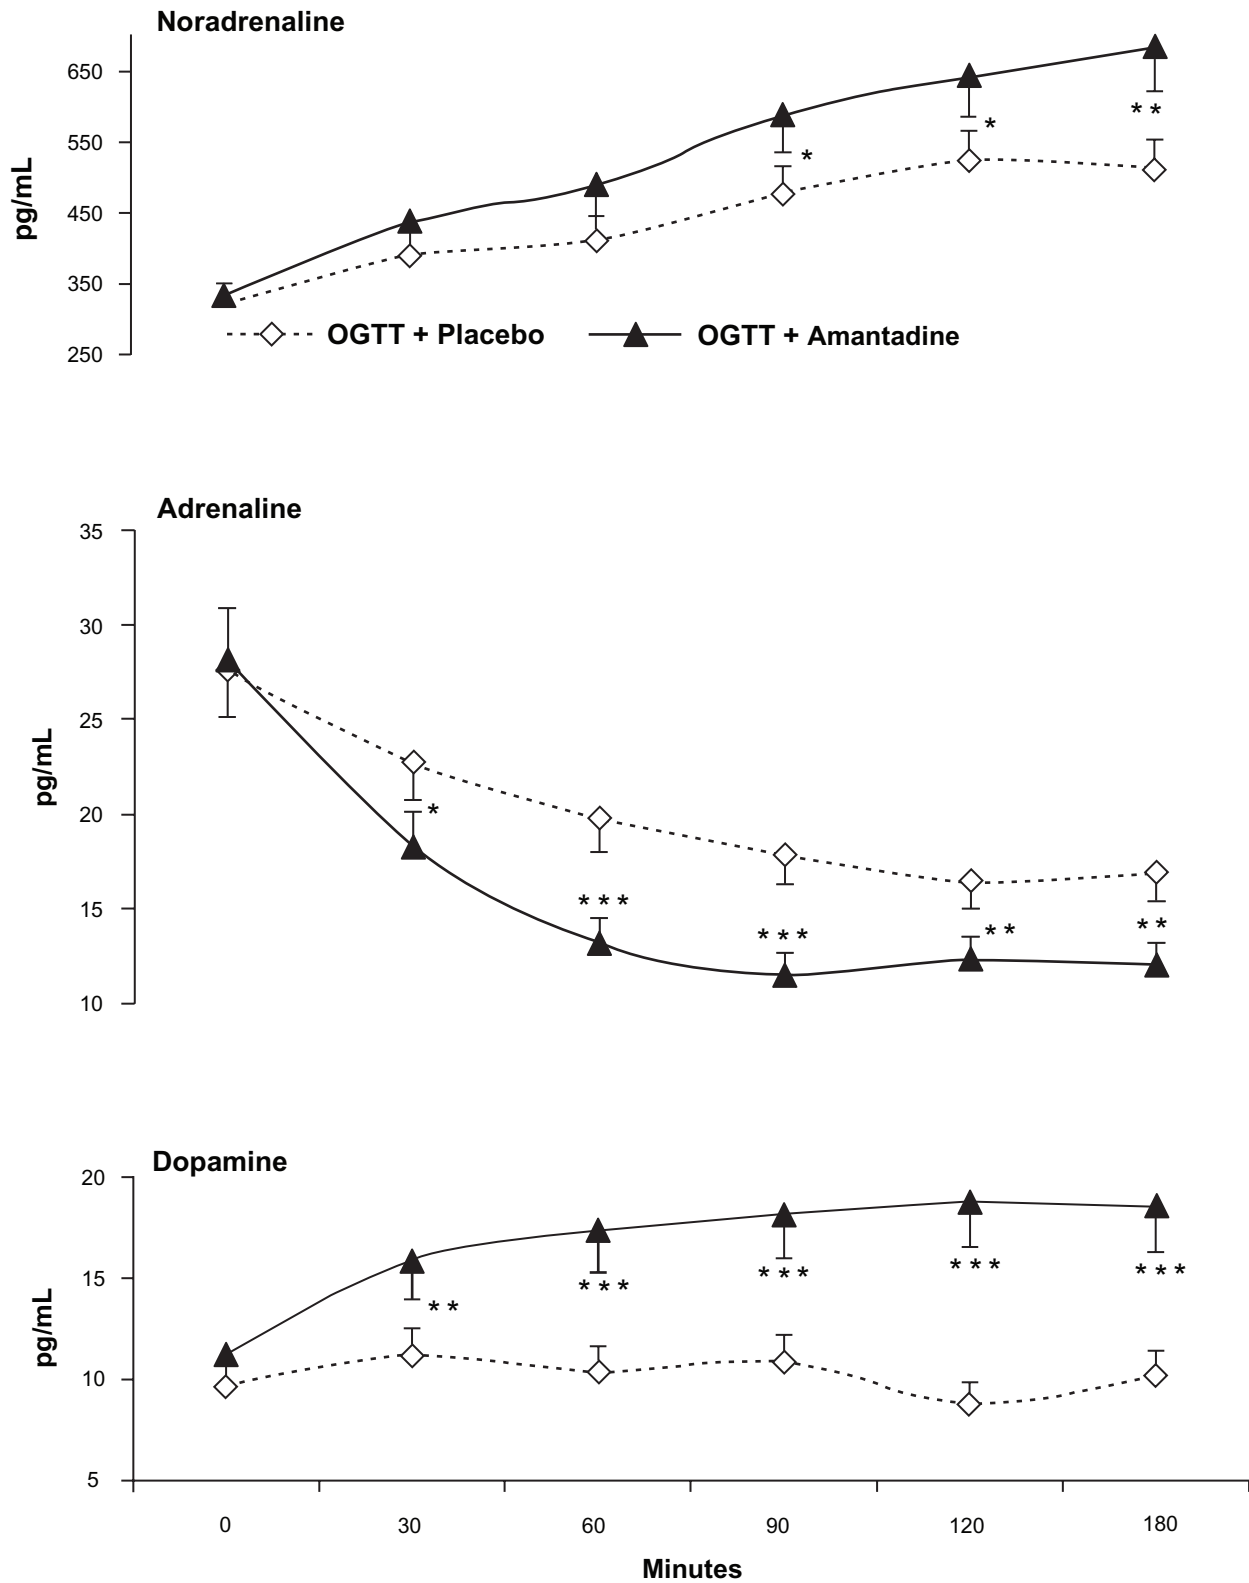 Noradrenaline
650
550
450
350
250
pg/mL
*
*
* *
OGTT + Placebo
OGTT + Amantadine
Adrenaline
35
30
25
20
15
10
pg/mL
*
* * *
* * *
* *
* *
Dopamine
20
15
10
5
pg/mL
* *
* * *
* * *
* * *
* * *
0 30 60 90 120 180
Minutes